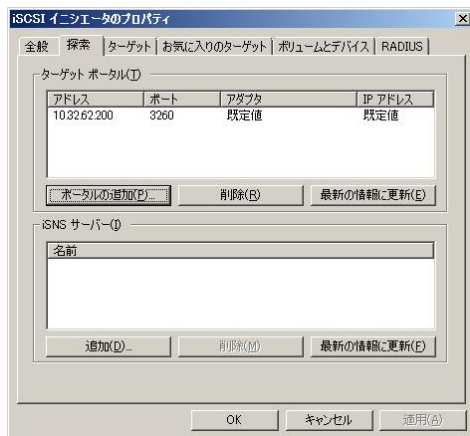 iSCSI イニシエータのプロパティ
全般 探索 ターゲット お気に入りのターゲット ボリュームとデバイス RADIUS
ターゲット ポータル(T)
アドレス ポート アダプタ IP アドレス
10.32.62.200 3260 既定値 既定値
ポータルの追加(P)... 削除(R) 最新の情報に更新(E)
iSNS サーバー(I)
名前
追加(D)... 削除(M) 最新の情報に更新(F)
OK キャンセル 適用(A)